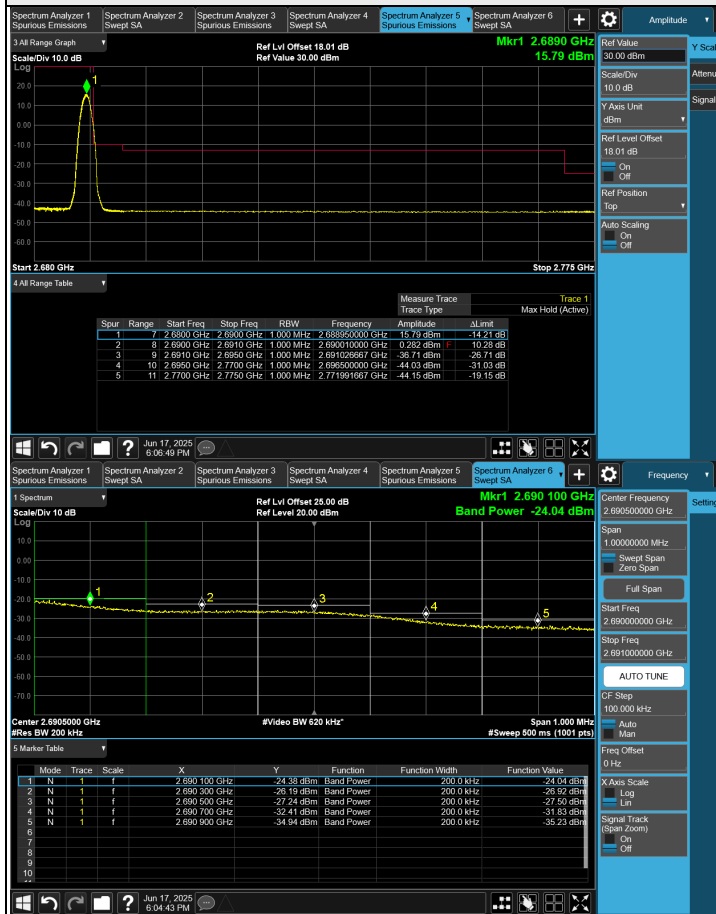 Spectrum Analyzer 1 Spectrum Analyzer 2 Spectrum Analyzer 3 Spectrum Analyzer 4 Spectrum Analyzer 5 Spectrum Analyzer 6 + Amplitude
Spurious Emissions Swept SA Spurious Emissions Swept SA Spurious Emissions Swept SA
3 All Range Graph Ref Lvl Offset 18.01 dB Mkr1 2.6890 GHz
Scale/Div 10.0 dB Ref Value 30.00 dBm 15.79 dBm
Log
1
20.0
10.0
0.00
-10.0
-20.0
-30.0
-40.0
-50.0
-60.0
Start 2.680 GHz Stop 2.775 GHz
Ref Value
30.00 dBm
Y Scal
Scale/Div
10.0 dB
Attenu
Y Axis Unit
dBm
Signal
Ref Level Offset
18.01 dB
On
Off
Ref Position
Top
Auto Scaling
On
Off
4 All Range Table
Measure Trace Trace 1
Trace Type Max Hold (Active)
Spur Range Start Freq Stop Freq RBW Frequency Amplitude ΔLimit
1 7 2.6800 GHz 2.6900 GHz 1.000 MHz 2.688950000 GHz 15.79 dBm -14.21 dB
2 8 2.6900 GHz 2.6910 GHz 1.000 MHz 2.690010000 GHz 0.282 dBm F 10.28 dB
3 9 2.6910 GHz 2.6950 GHz 1.000 MHz 2.691026667 GHz -36.71 dBm -26.71 dB
4 10 2.6950 GHz 2.7700 GHz 1.000 MHz 2.696500000 GHz -44.03 dBm -31.03 dB
5 11 2.7700 GHz 2.7750 GHz 1.000 MHz 2.771991667 GHz -44.15 dBm -19.15 dB
? Jun 17, 2025
6:06:49 PM
Spectrum Analyzer 1 Spectrum Analyzer 2 Spectrum Analyzer 3 Spectrum Analyzer 4 Spectrum Analyzer 5 Spectrum Analyzer 6 + Frequency
Spurious Emissions Swept SA Spurious Emissions Swept SA Spurious Emissions Swept SA
1 Spectrum Ref Lvl Offset 25.00 dB Mkr1 2.690 100 GHz
Scale/Div 10 dB Ref Level 20.00 dBm Band Power -24.04 dBm
Log
10.0
0.00
-10.0
-20.0
-30.0
-40.0
-50.0
-60.0
-70.0
1 2 3 4 5
Center 2.6905000 GHz #Video BW 620 kHz* Span 1.000 MHz
#Res BW 200 kHz #Sweep 500 ms (1001 pts)
Center Frequency
2.690500000 GHz
Setting
Span
1.00000000 MHz
Swept Span
Zero Span
Full Span
Start Freq
2.690000000 GHz
Stop Freq
2.691000000 GHz
AUTO TUNE
CF Step
100.000 kHz
Auto
Man
Freq Offset
0 Hz
X Axis Scale
Log
Lin
Signal Track
(Span Zoom)
On
Off
5 Marker Table
Mode Trace Scale X Y Function Function Width Function Value
1 N 1 f 2.690 100 GHz -24.38 dBm Band Power 200.0 kHz -24.04 dBm
2 N 1 f 2.690 300 GHz -26.19 dBm Band Power 200.0 kHz -26.92 dBm
3 N 1 f 2.690 500 GHz -27.24 dBm Band Power 200.0 kHz -27.50 dBm
4 N 1 f 2.690 700 GHz -32.41 dBm Band Power 200.0 kHz -31.83 dBm
5 N 1 f 2.690 900 GHz -34.94 dBm Band Power 200.0 kHz -35.23 dBm
6
7
8
9
10
? Jun 17, 2025
6:04:43 PM